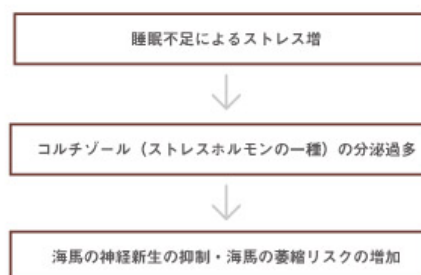 睡眠不足によるストレス増
コルチゾール（ストレスホルモンの一種）の分泌過多
海馬の神経新生の抑制・海馬の萎縮リスクの増加